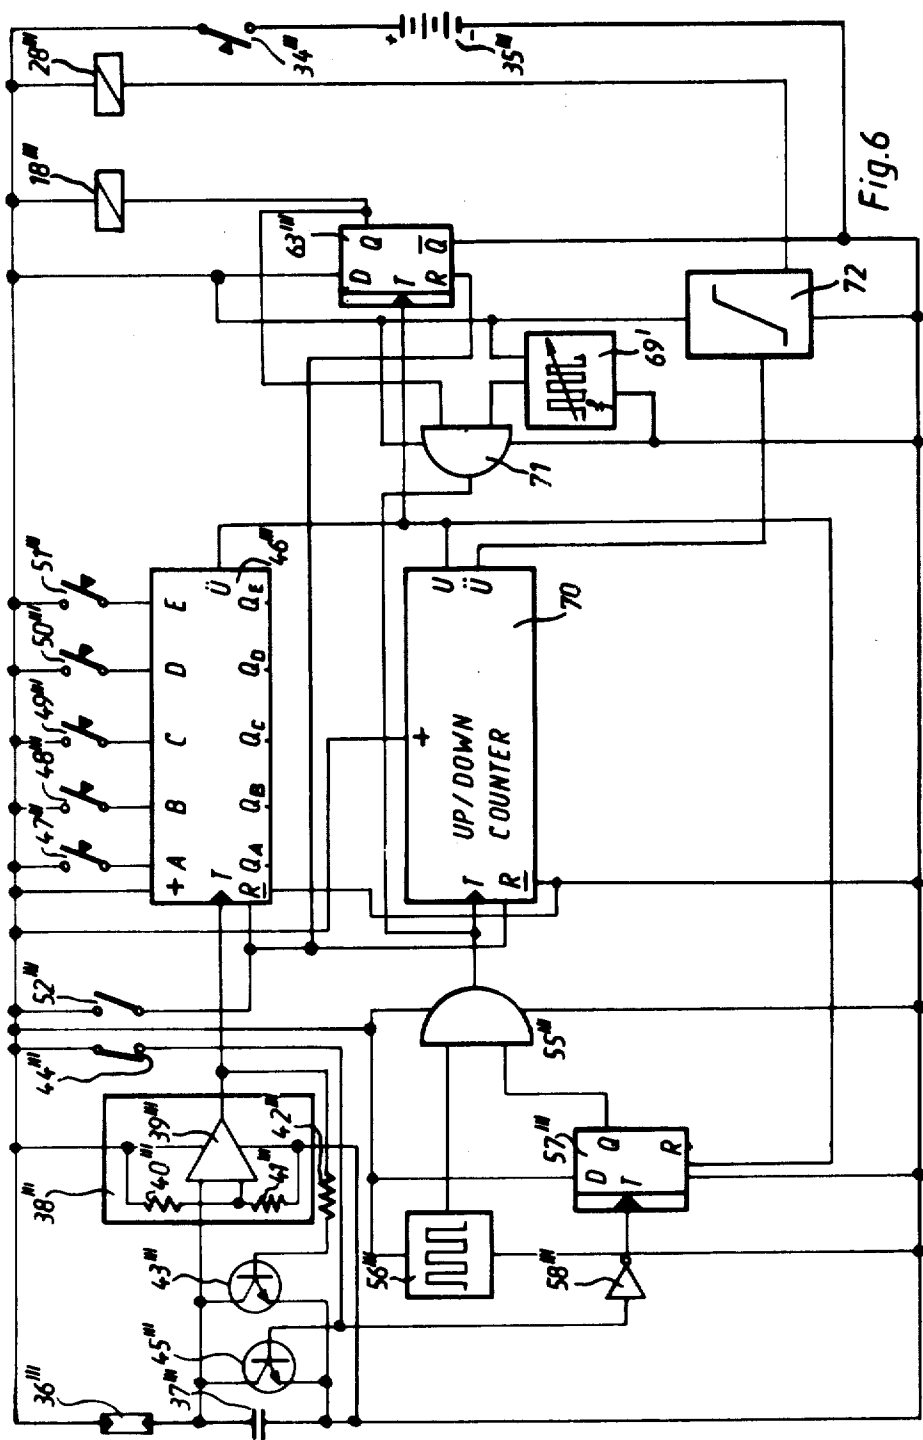 36'''
37'''
45'''
43'''
38'''
40'''
39'''
41'''
42'''
44'''
52'''
47'''
48'''
49'''
50'''
51'''
+ A B C D E
T
Ü
R Q_A Q_B Q_C Q_D Q_E
46'''
18'''
28'''
34'''
+
35'''
-
63'''
D Q
T
R Q̅
69'
71
72
+
U
Ü
T
R
UP/DOWN
COUNTER
70
55'''
56'''
57'''
D Q
T
R
58'''
Fig.6